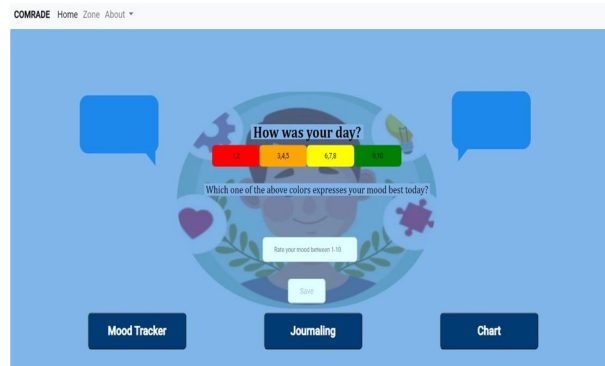 COMRADE Home Zone About
How was your day?
1,2 3,4,5 6,7,8 9,10
Which one of the above colors expresses your mood best today?
Rate your mood between 1-10
Save
Mood Tracker Journaling Chart